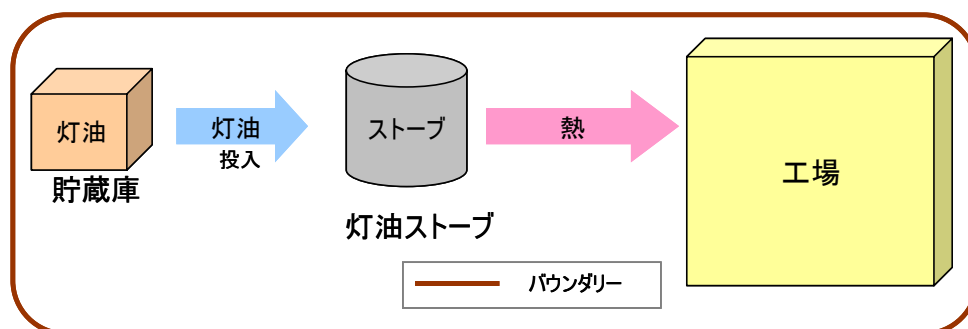 灯油
貯蔵庫
灯油
投入
ストーブ
灯油ストーブ
熱
工場
バウンダリー